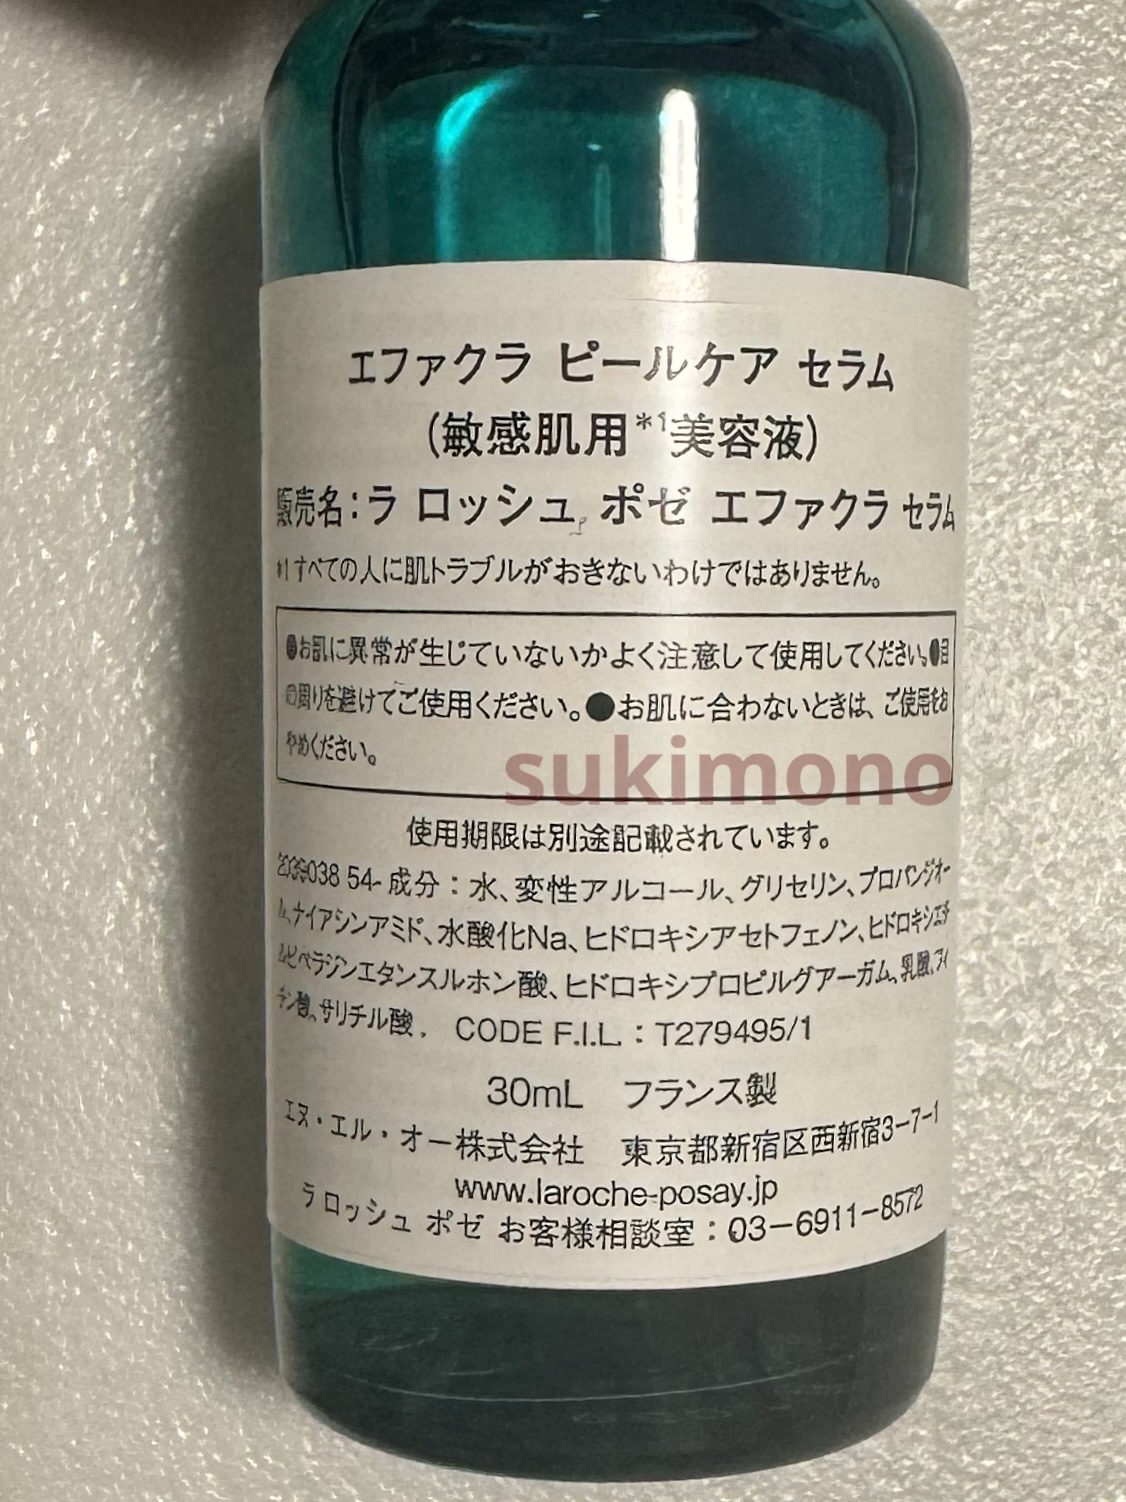 エファクラ ピールケア セラム
(敏感肌用*1美容液)
販売名：ラ ロッシュ ポゼ エファクラ セラム
*1 すべての人に肌トラブルがおきないわけではありません。
●お肌に異常が生じていないかよく注意して使用してください。●目
の周りを避けてご使用ください。●お肌に合わないときは、ご使用をお
やめください。
sukimono
使用期限は別途記載されています。
2039038 54- 成分：水、変性アルコール、グリセリン、プロパンジオー
ル、ナイアシンアミド、水酸化Na、ヒドロキシアセトフェノン、ヒドロキシエチ
ルピペラジンエタンスルホン酸、ヒドロキシプロピルグアーガム、乳酸、フィ
チン酸、サリチル酸． CODE F.I.L. : T279495/1
30mL フランス製
エヌ・エル・オー株式会社 東京都新宿区西新宿3-7-1
www.laroche-posay.jp
ラ ロッシュ ポゼ お客様相談室：03-6911-8572